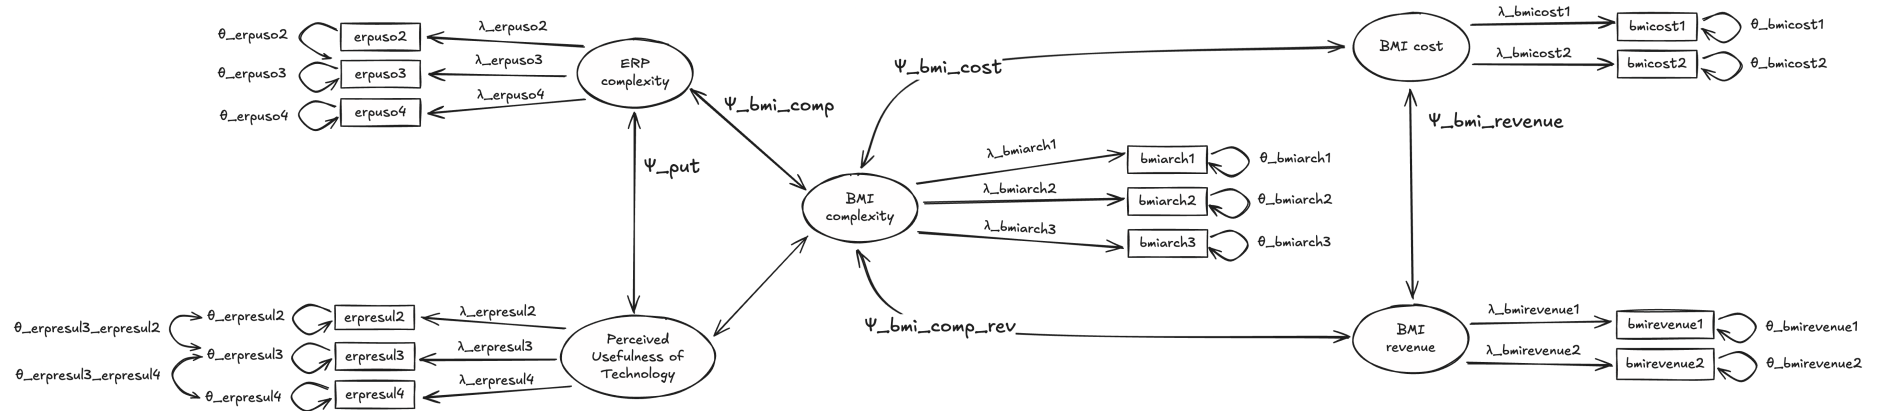 θ_erpuso2
erpuso2
λ_erpuso2
θ_erpuso3
erpuso3
λ_erpuso3
θ_erpuso4
erpuso4
λ_erpuso4
ERP
complexity
Ψ_bmi_comp
Ψ_put
Ψ_bmi_cost
BMI cost
λ_bmicost1
bmicost1
θ_bmicost1
λ_bmicost2
bmicost2
θ_bmicost2
Ψ_bmi_revenue
BMI
complexity
λ_bmiarch1
bmiarch1
θ_bmiarch1
λ_bmiarch2
bmiarch2
θ_bmiarch2
λ_bmiarch3
bmiarch3
θ_bmiarch3
θ_erpresul3_erpresul2
θ_erpresul2
erpresul2
λ_erpresul2
θ_erpresul3
erpresul3
λ_erpresul3
θ_erpresul3_erpresul4
θ_erpresul4
erpresul4
λ_erpresul4
Perceived
Usefulness of
Technology
Ψ_bmi_comp_rev
BMI
revenue
λ_bmirevenue1
bmirevenue1
θ_bmirevenue1
λ_bmirevenue2
bmirevenue2
θ_bmirevenue2